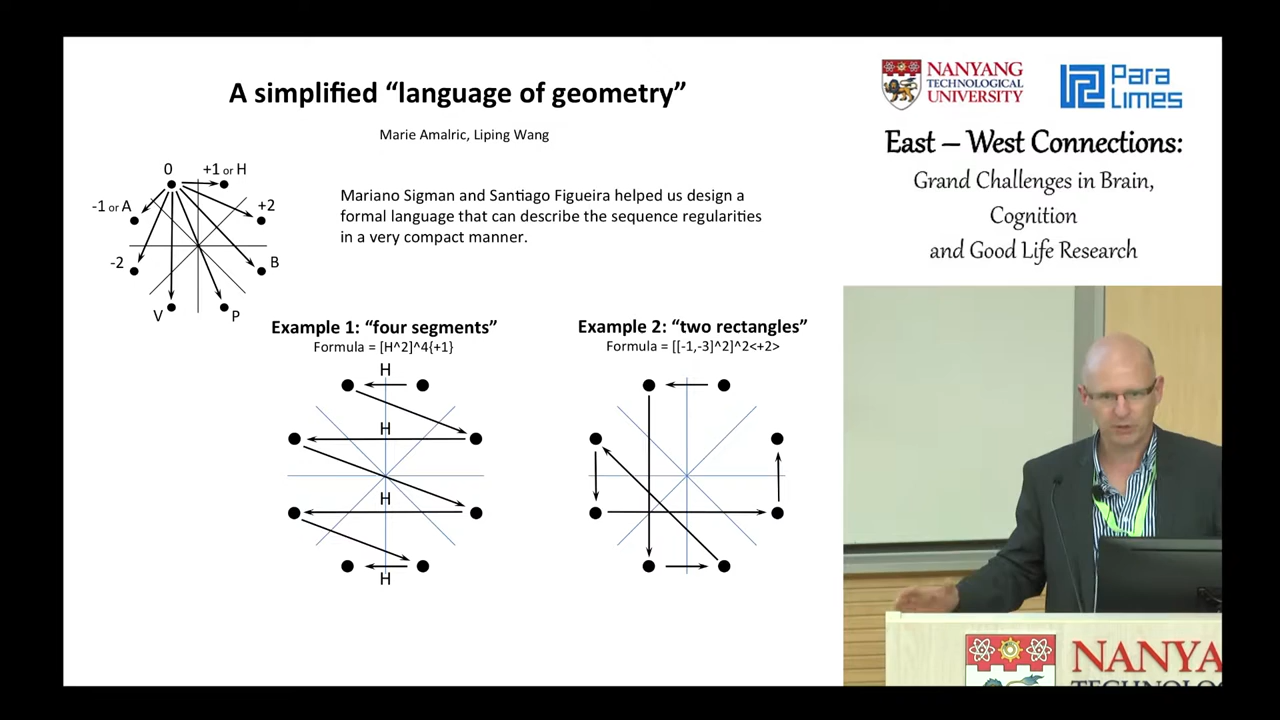 A simplified “language of geometry”
Marie Amalric, Liping Wang
0
+1 or H
-1 or A
+2
-2
B
V
P
Mariano Sigman and Santiago Figueira helped us design a
formal language that can describe the sequence regularities
in a very compact manner.
Example 1: “four segments”
Formula = [H^2]^4{+1}
H
H
H
H
Example 2: “two rectangles”
Formula = [[-1,-3]^2]^2<+2>
NANYANG
TECHNOLOGICAL
UNIVERSITY
Para
Limes
East – West Connections:
Grand Challenges in Brain,
Cognition
and Good Life Research
NANYA